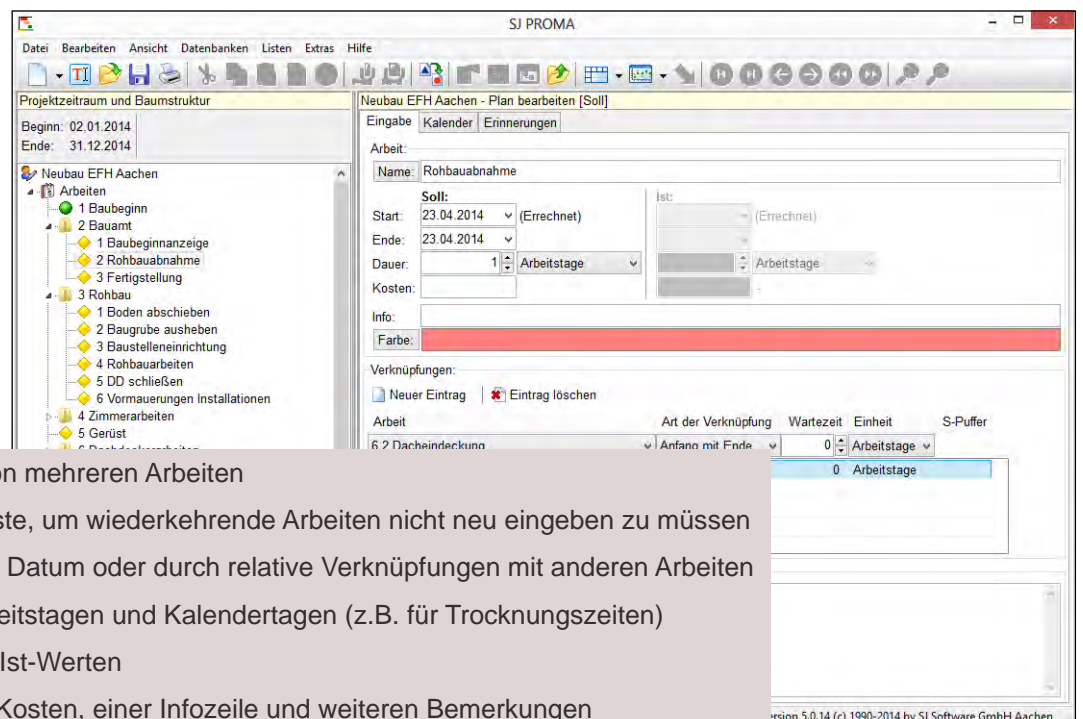 SJ PROMA
Datei Bearbeiten Ansicht Datenbanken Listen Extras Hilfe
Projektzeitraum und Baumstruktur
Beginn: 02.01.2014
Ende: 31.12.2014
Neubau EFH Aachen
Arbeiten
1 Baubeginn
2 Bauamt
1 Baubeginnanzeige
2 Rohbauabnahme
3 Fertigstellung
3 Rohbau
1 Boden abschieben
2 Baugrube ausheben
3 Baustelleneinrichtung
4 Rohbauarbeiten
5 DD schließen
6 Vormauerungen Installationen
4 Zimmerarbeiten
5 Gerüst
Neubau EFH Aachen - Plan bearbeiten [Soll]
Eingabe Kalender Erinnerungen
Arbeit:
Name: Rohbauabnahme
Soll: Ist:
Start: 23.04.2014 (Errechnet) (Errechnet)
Ende: 23.04.2014
Dauer: 1 Arbeitstage Arbeitstage
Kosten: -
Info:
Farbe:
Verknüpfungen:
Neuer Eintrag Eintrag löschen
Arbeit Art der Verknüpfung Wartezeit Einheit S-Puffer
6.2 Dacheindeckung Anfang mit Ende 0 Arbeitstage
0 Arbeitstage
on mehreren Arbeiten
ste, um wiederkehrende Arbeiten nicht neu eingeben zu müssen
Datum oder durch relative Verknüpfungen mit anderen Arbeiten
eitstagen und Kalendertagen (z.B. für Trocknungszeiten)
Ist-Werten
Kosten, einer Infozeile und weiteren Bemerkungen
ersion 5.0.14 (c) 1990-2014 by SJ Software GmbH Aachen